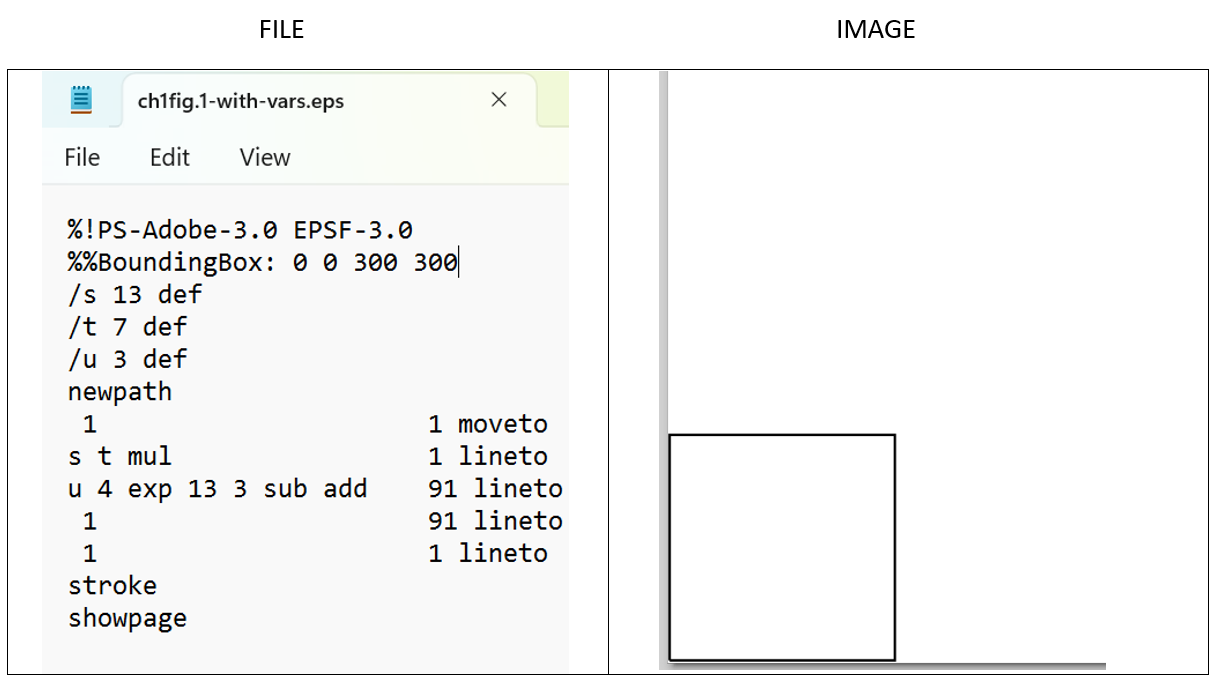 FILE IMAGE
ch1fig.1-with-vars.eps
File Edit View
%!PS-Adobe-3.0 EPSF-3.0
%%BoundingBox: 0 0 300 300
/s 13 def
/t 7 def
/u 3 def
newpath
1 1 moveto
s t mul 1 lineto
u 4 exp 13 3 sub add 91 lineto
1 91 lineto
1 1 lineto
stroke
showpage